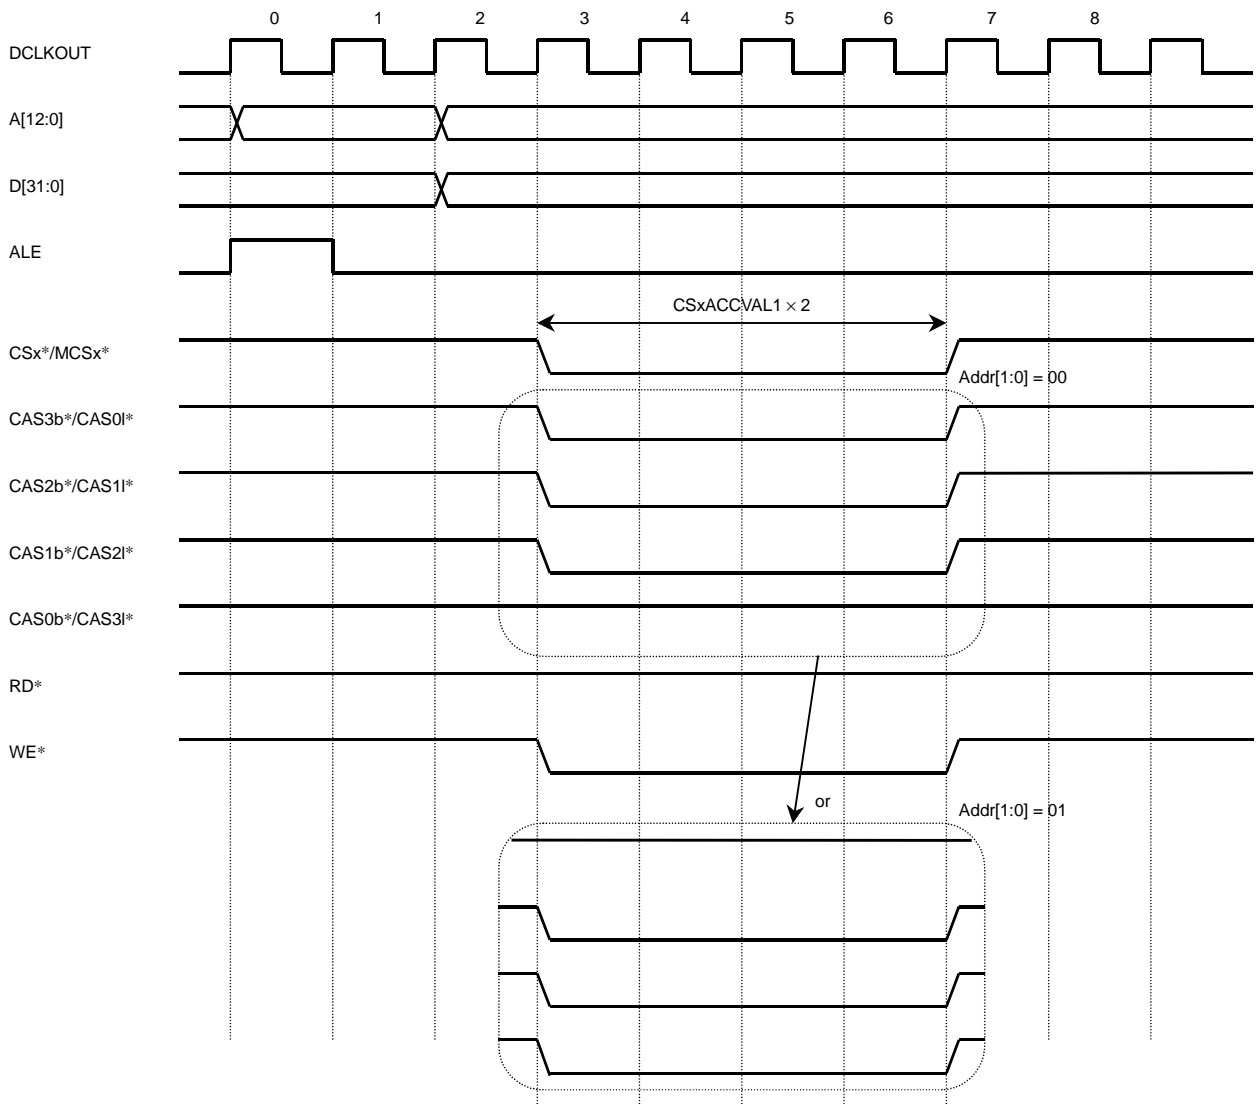 0 1 2 3 4 5 6 7 8
DCLKOUT
A[12:0]
D[31:0]
ALE
CSxACCVAL1 × 2
CSx*/MCSx*
Addr[1:0] = 00
CAS3b*/CAS0l*
CAS2b*/CAS1l*
CAS1b*/CAS2l*
CAS0b*/CAS3l*
RD*
WE*
or
Addr[1:0] = 01